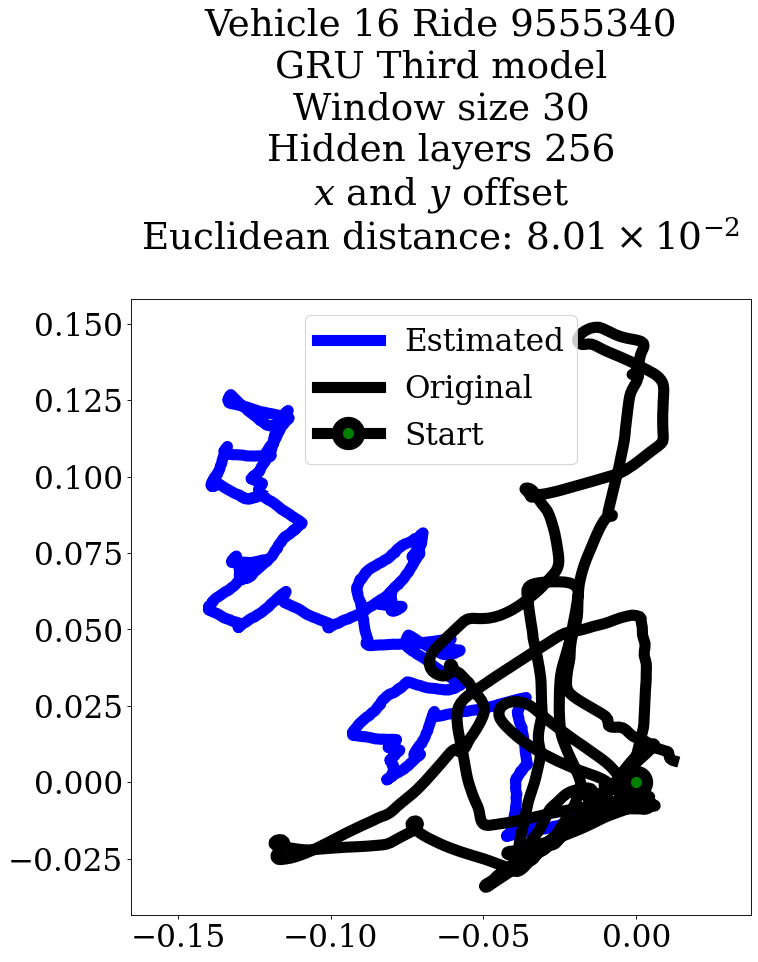 Vehicle 16 Ride 9555340
GRU Third model
Window size 30
Hidden layers 256
x and y offset
Euclidean distance: 8.01 × 10⁻²
Estimated
Original
Start
0.150
0.125
0.100
0.075
0.050
0.025
0.000
−0.025
−0.15 −0.10 −0.05 0.00